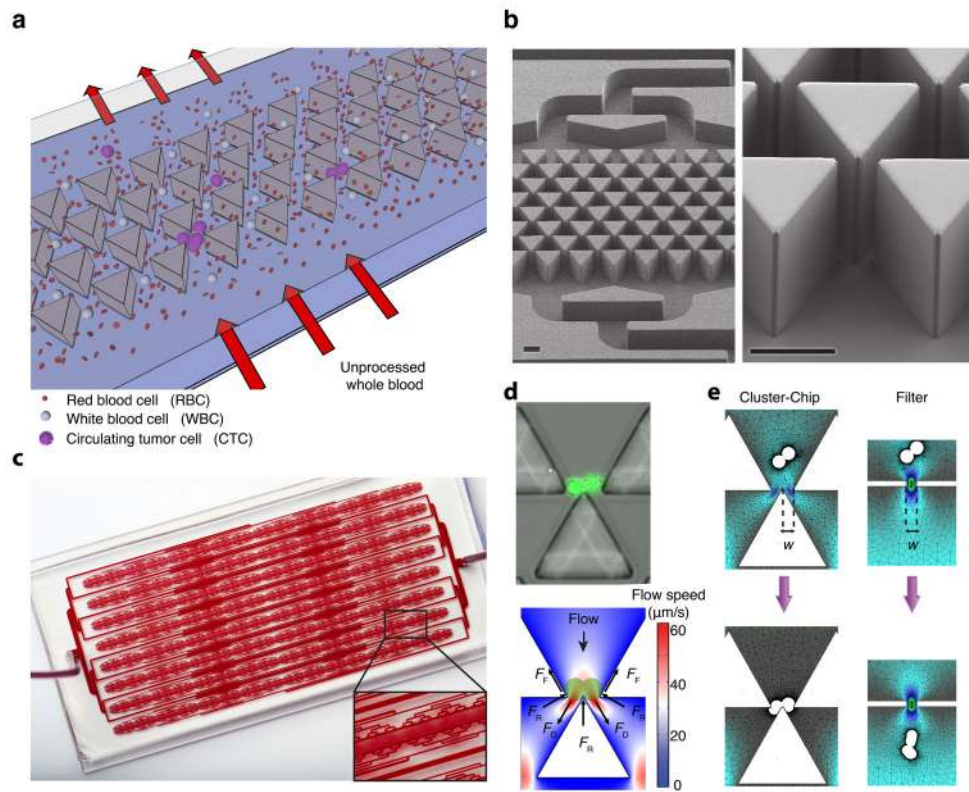 a
Unprocessed
whole blood
Red blood cell (RBC)
White blood cell (WBC)
Circulating tumor cell (CTC)
b
c
d
Flow speed
(μm/s)
60
40
20
0
Flow
F_F
F_F
F_R
F_R
F_D
F_D
F_R
e
Cluster-Chip
Filter
w
w